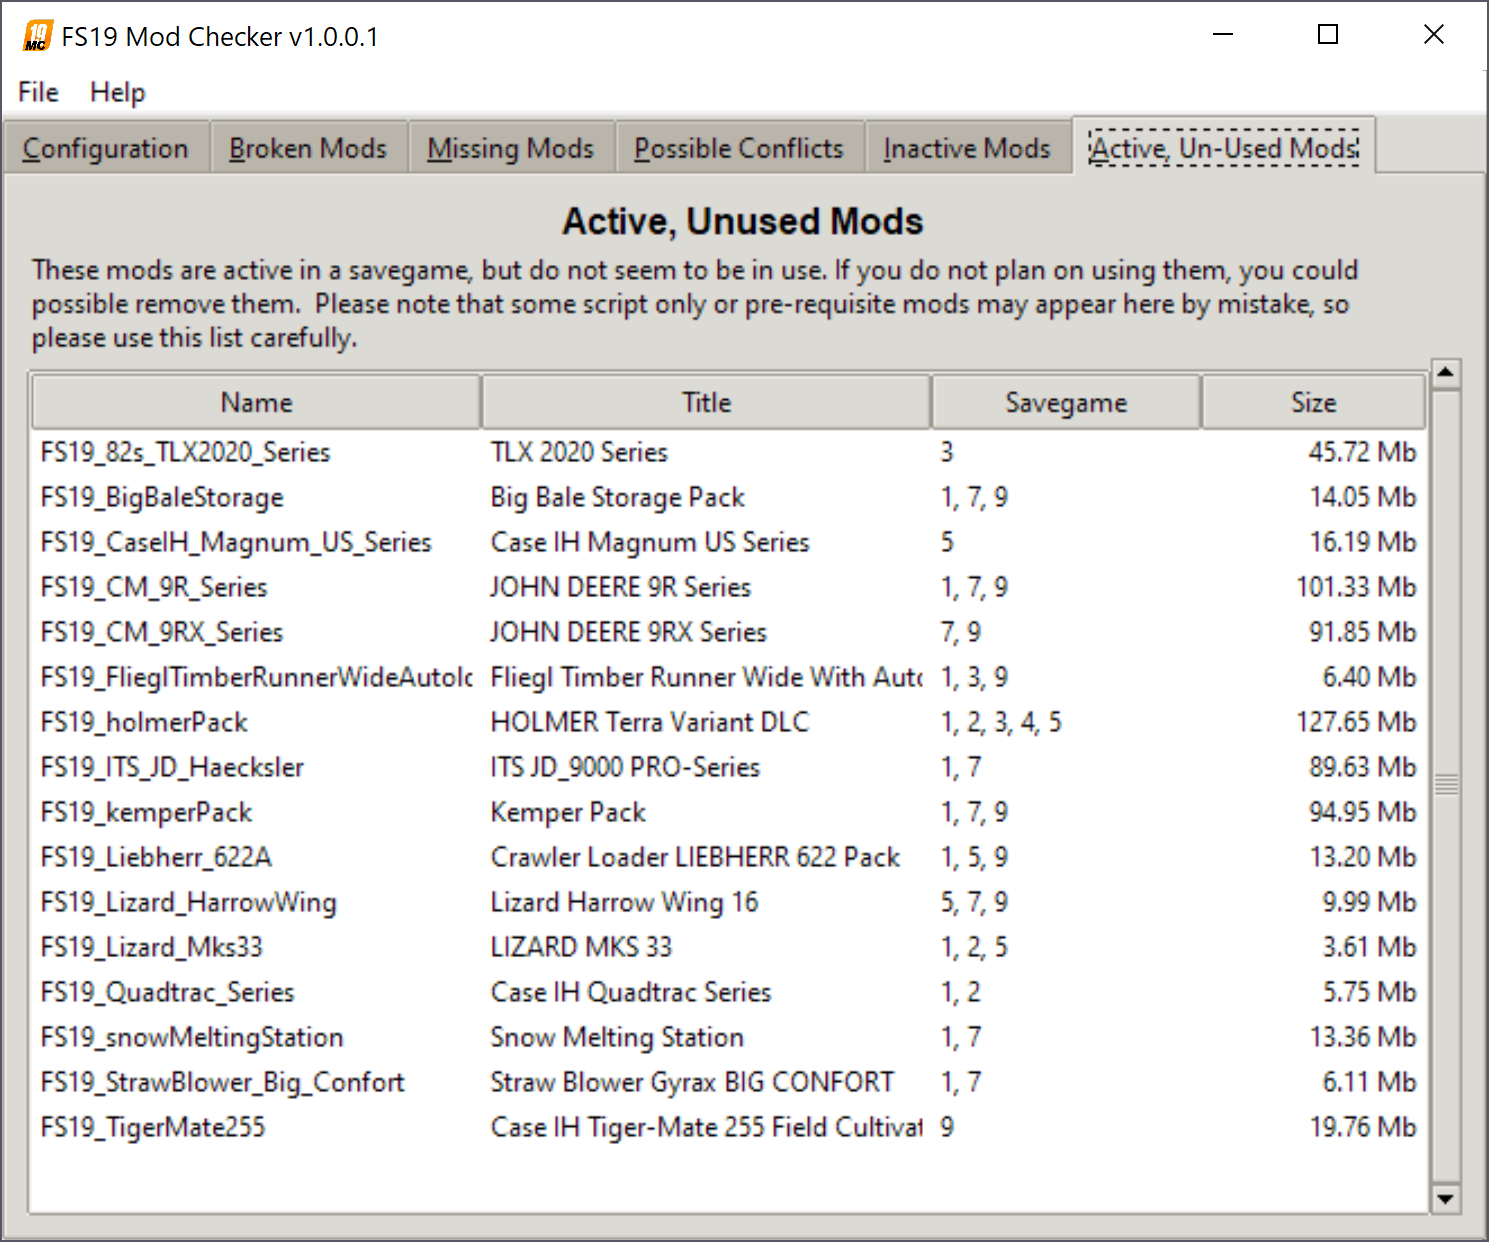 19
MC
FS19 Mod Checker v1.0.0.1
File Help
Configuration Broken Mods Missing Mods Possible Conflicts Inactive Mods Active, Un-Used Mods
Active, Unused Mods
These mods are active in a savegame, but do not seem to be in use. If you do not plan on using them, you could
possible remove them.  Please note that some script only or pre-requisite mods may appear here by mistake, so
please use this list carefully.
Name Title Savegame Size
FS19_82s_TLX2020_Series TLX 2020 Series 3 45.72 Mb
FS19_BigBaleStorage Big Bale Storage Pack 1, 7, 9 14.05 Mb
FS19_CaseIH_Magnum_US_Series Case IH Magnum US Series 5 16.19 Mb
FS19_CM_9R_Series JOHN DEERE 9R Series 1, 7, 9 101.33 Mb
FS19_CM_9RX_Series JOHN DEERE 9RX Series 7, 9 91.85 Mb
FS19_FlieglTimberRunnerWideAutolc Fliegl Timber Runner Wide With Autc 1, 3, 9 6.40 Mb
FS19_holmerPack HOLMER Terra Variant DLC 1, 2, 3, 4, 5 127.65 Mb
FS19_ITS_JD_Haecksler ITS JD_9000 PRO-Series 1, 7 89.63 Mb
FS19_kemperPack Kemper Pack 1, 7, 9 94.95 Mb
FS19_Liebherr_622A Crawler Loader LIEBHERR 622 Pack 1, 5, 9 13.20 Mb
FS19_Lizard_HarrowWing Lizard Harrow Wing 16 5, 7, 9 9.99 Mb
FS19_Lizard_Mks33 LIZARD MKS 33 1, 2, 5 3.61 Mb
FS19_Quadtrac_Series Case IH Quadtrac Series 1, 2 5.75 Mb
FS19_snowMeltingStation Snow Melting Station 1, 7 13.36 Mb
FS19_StrawBlower_Big_Confort Straw Blower Gyrax BIG CONFORT 1, 7 6.11 Mb
FS19_TigerMate255 Case IH Tiger-Mate 255 Field Cultivat 9 19.76 Mb